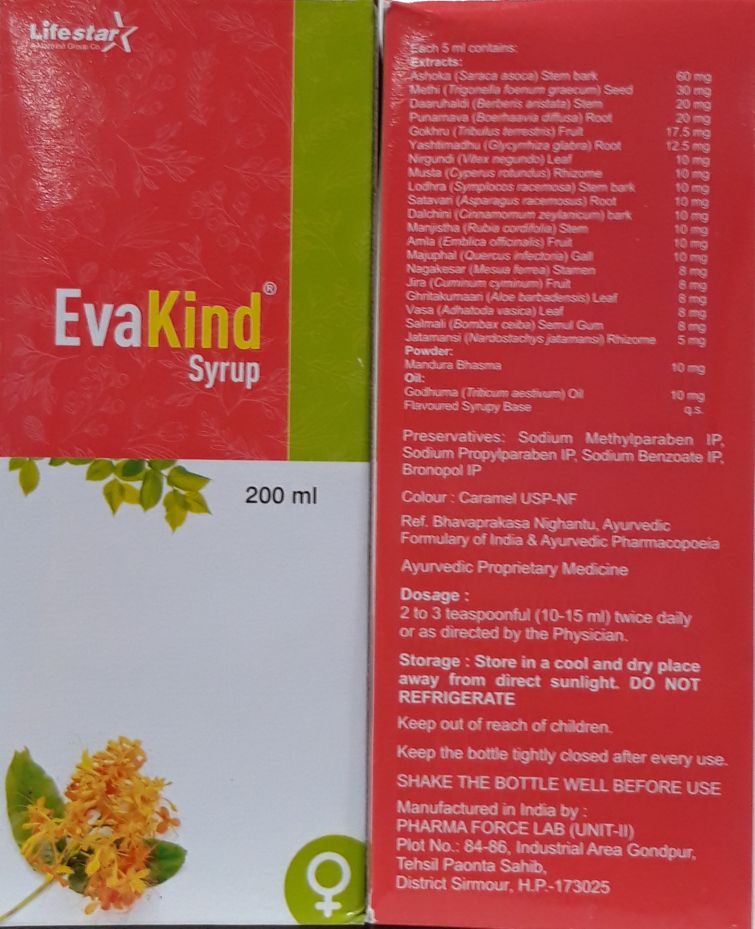 Lifestar
A Mankind Group Co.
EvaKind®
Syrup
200 ml
Each 5 ml contains:
Extracts:
Ashoka (Saraca asoca) Stem bark 60 mg
Methi (Trigonella foenum graecum) Seed 30 mg
Daaruhaldi (Berberis aristata) Stem 20 mg
Punarnava (Boerhaavia diffusa) Root 20 mg
Gokhru (Tribulus terrestris) Fruit 17.5 mg
Yashtimadhu (Glycyrrhiza glabra) Root 12.5 mg
Nirgundi (Vitex negundo) Leaf 10 mg
Musta (Cyperus rotundus) Rhizome 10 mg
Lodhra (Symplocos racemosa) Stem bark 10 mg
Satavari (Asparagus racemosus) Root 10 mg
Dalchini (Cinnamomum zeylanicum) bark 10 mg
Manjistha (Rubia cordifolia) Stem 10 mg
Amla (Emblica officinalis) Fruit 10 mg
Majuphal (Quercus infectoria) Gall 10 mg
Nagakesar (Mesua ferrea) Stamen 8 mg
Jira (Cuminum cyminum) Fruit 8 mg
Ghritakumaari (Aloe barbadensis) Leaf 8 mg
Vasa (Adhatoda vasica) Leaf 8 mg
Salmali (Bombax ceiba) Semul Gum 8 mg
Jatamansi (Nardostachys jatamansi) Rhizome 5 mg
Powder:
Mandura Bhasma 10 mg
Oil:
Godhuma (Triticum aestivum) Oil 10 mg
Flavoured Syrupy Base q.s.
Preservatives: Sodium Methylparaben IP,
Sodium Propylparaben IP, Sodium Benzoate IP,
Bronopol IP
Colour : Caramel USP-NF
Ref. Bhavaprakasa Nighantu, Ayurvedic
Formulary of India & Ayurvedic Pharmacopoeia
Ayurvedic Proprietary Medicine
Dosage :
2 to 3 teaspoonful (10-15 ml) twice daily
or as directed by the Physician.
Storage : Store in a cool and dry place
away from direct sunlight. DO NOT
REFRIGERATE
Keep out of reach of children.
Keep the bottle tightly closed after every use.
SHAKE THE BOTTLE WELL BEFORE USE
Manufactured in India by :
PHARMA FORCE LAB (UNIT-II)
Plot No.: 84-86, Industrial Area Gondpur,
Tehsil Paonta Sahib,
District Sirmour, H.P.-173025